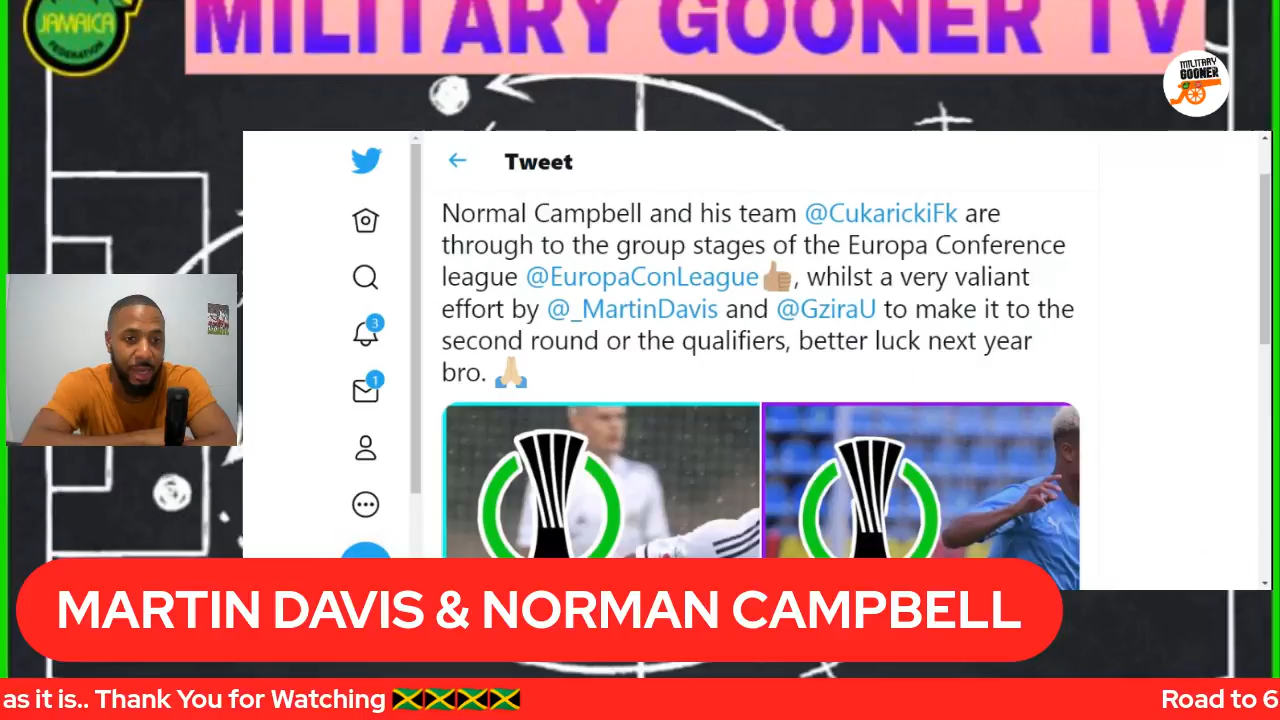 JAMAICA
FEDERATION
MILITARY GOONER TV
MILITARY
GOONER
Tweet
Normal Campbell and his team @CukarickiFk are
through to the group stages of the Europa Conference
league @EuropaConLeague👍🏽, whilst a very valiant
effort by @_MartinDavis and @GziraU to make it to the
second round or the qualifiers, better luck next year
bro. 🙏🏼
3
1
MARTIN DAVIS & NORMAN CAMPBELL
as it is.. Thank You for Watching 🇯🇲🇯🇲🇯🇲🇯🇲
Road to 6